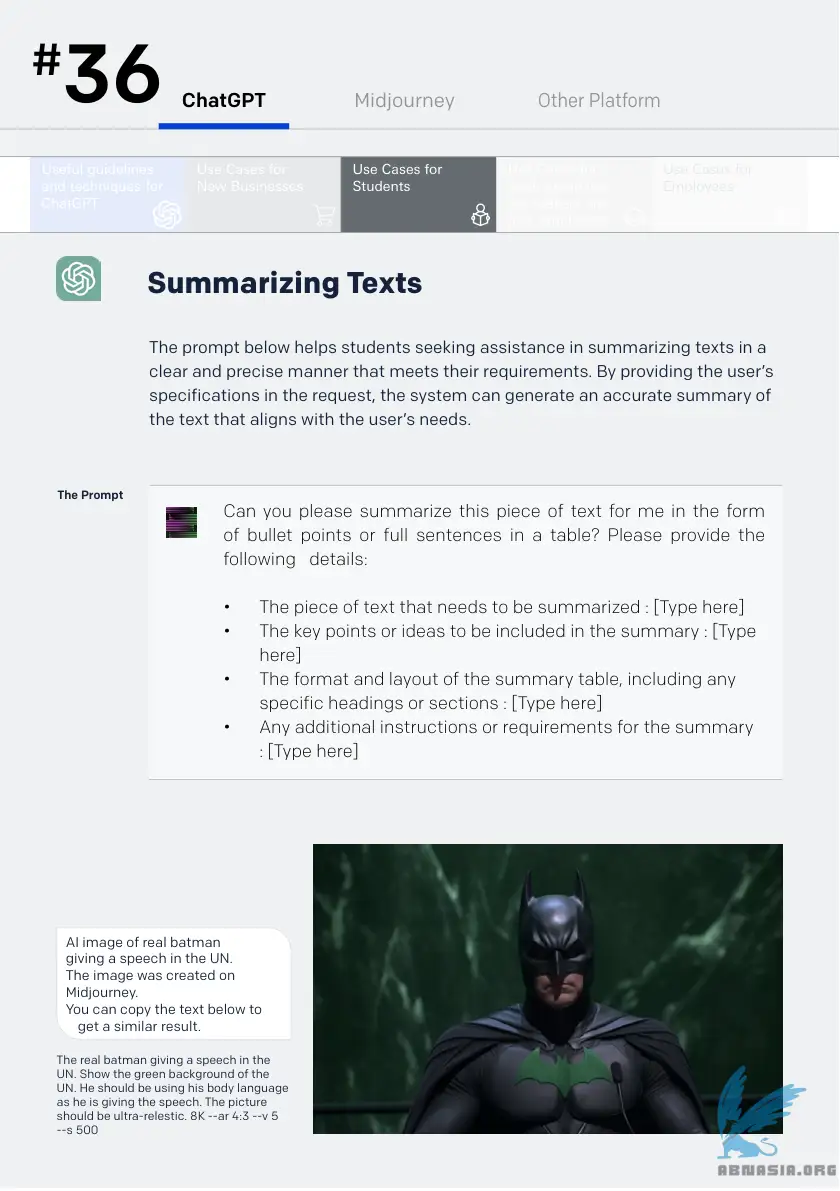 #36
ChatGPT
Midjourney
Other Platform
Useful guidelines
and techniques for
ChatGPT
Use Cases for
New Businesses
Use Cases for
Students
Use Cases for
Employees
Summarizing Texts
The prompt below helps students seeking assistance in summarizing texts in a
clear and precise manner that meets their requirements. By providing the user’s
specifications in the request, the system can generate an accurate summary of
the text that aligns with the user’s needs.
The Prompt
Can you please summarize this piece of text for me in the form
of bullet points or full sentences in a table? Please provide the
following details:
• The piece of text that needs to be summarized : [Type here]
• The key points or ideas to be included in the summary : [Type
here]
• The format and layout of the summary table, including any
specific headings or sections : [Type here]
• Any additional instructions or requirements for the summary
: [Type here]
AI image of real batman
giving a speech in the UN.
The image was created on
Midjourney.
You can copy the text below to
get a similar result.
The real batman giving a speech in the
UN. Show the green background of the
UN. He should be using his body language
as he is giving the speech. The picture
should be ultra-relestic. 8K --ar 4:3 --v 5
--s 500
ABNASIA.ORG